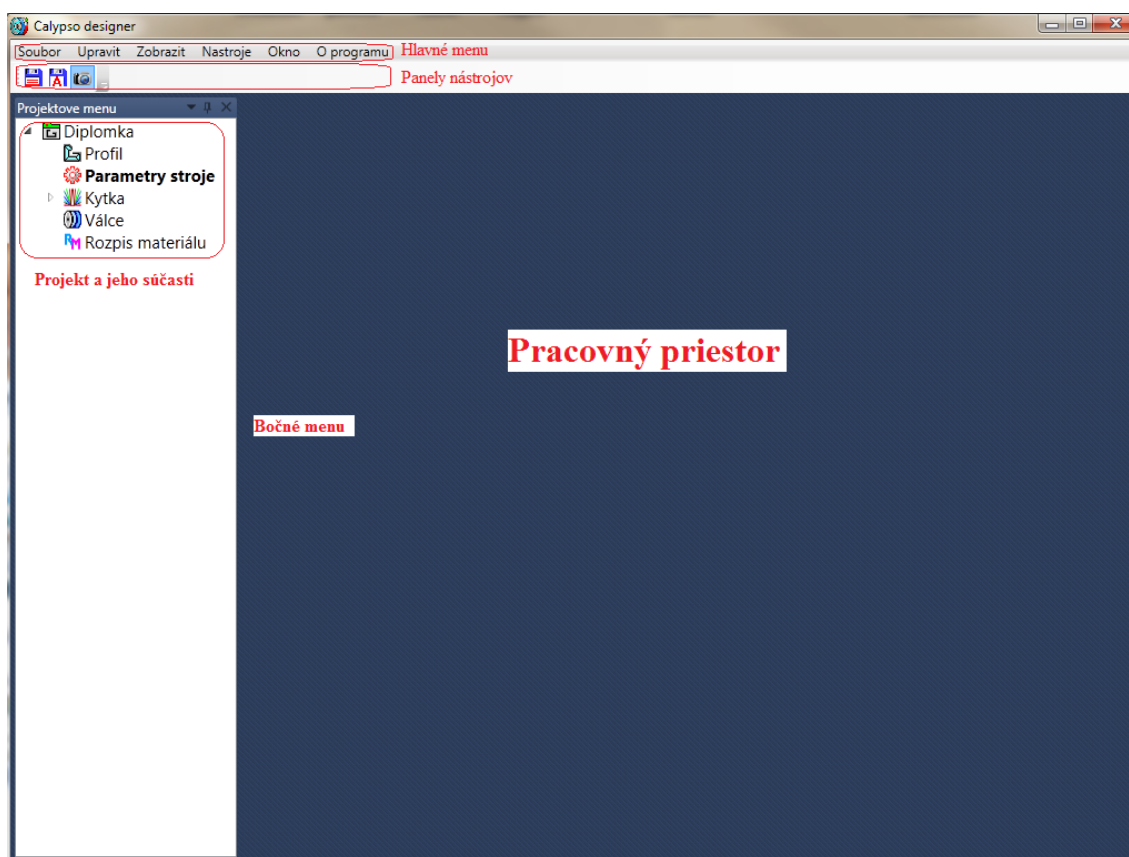 Calypso designer
Soubor Upravit Zobrazit Nastroje Okno O programu Hlavné menu
Panely nástrojov
Projektove menu
Diplomka
Profil
Parametry stroje
Kytka
Válce
Rozpis materiálu
Projekt a jeho súčasti
Pracovný priestor
Bočné menu